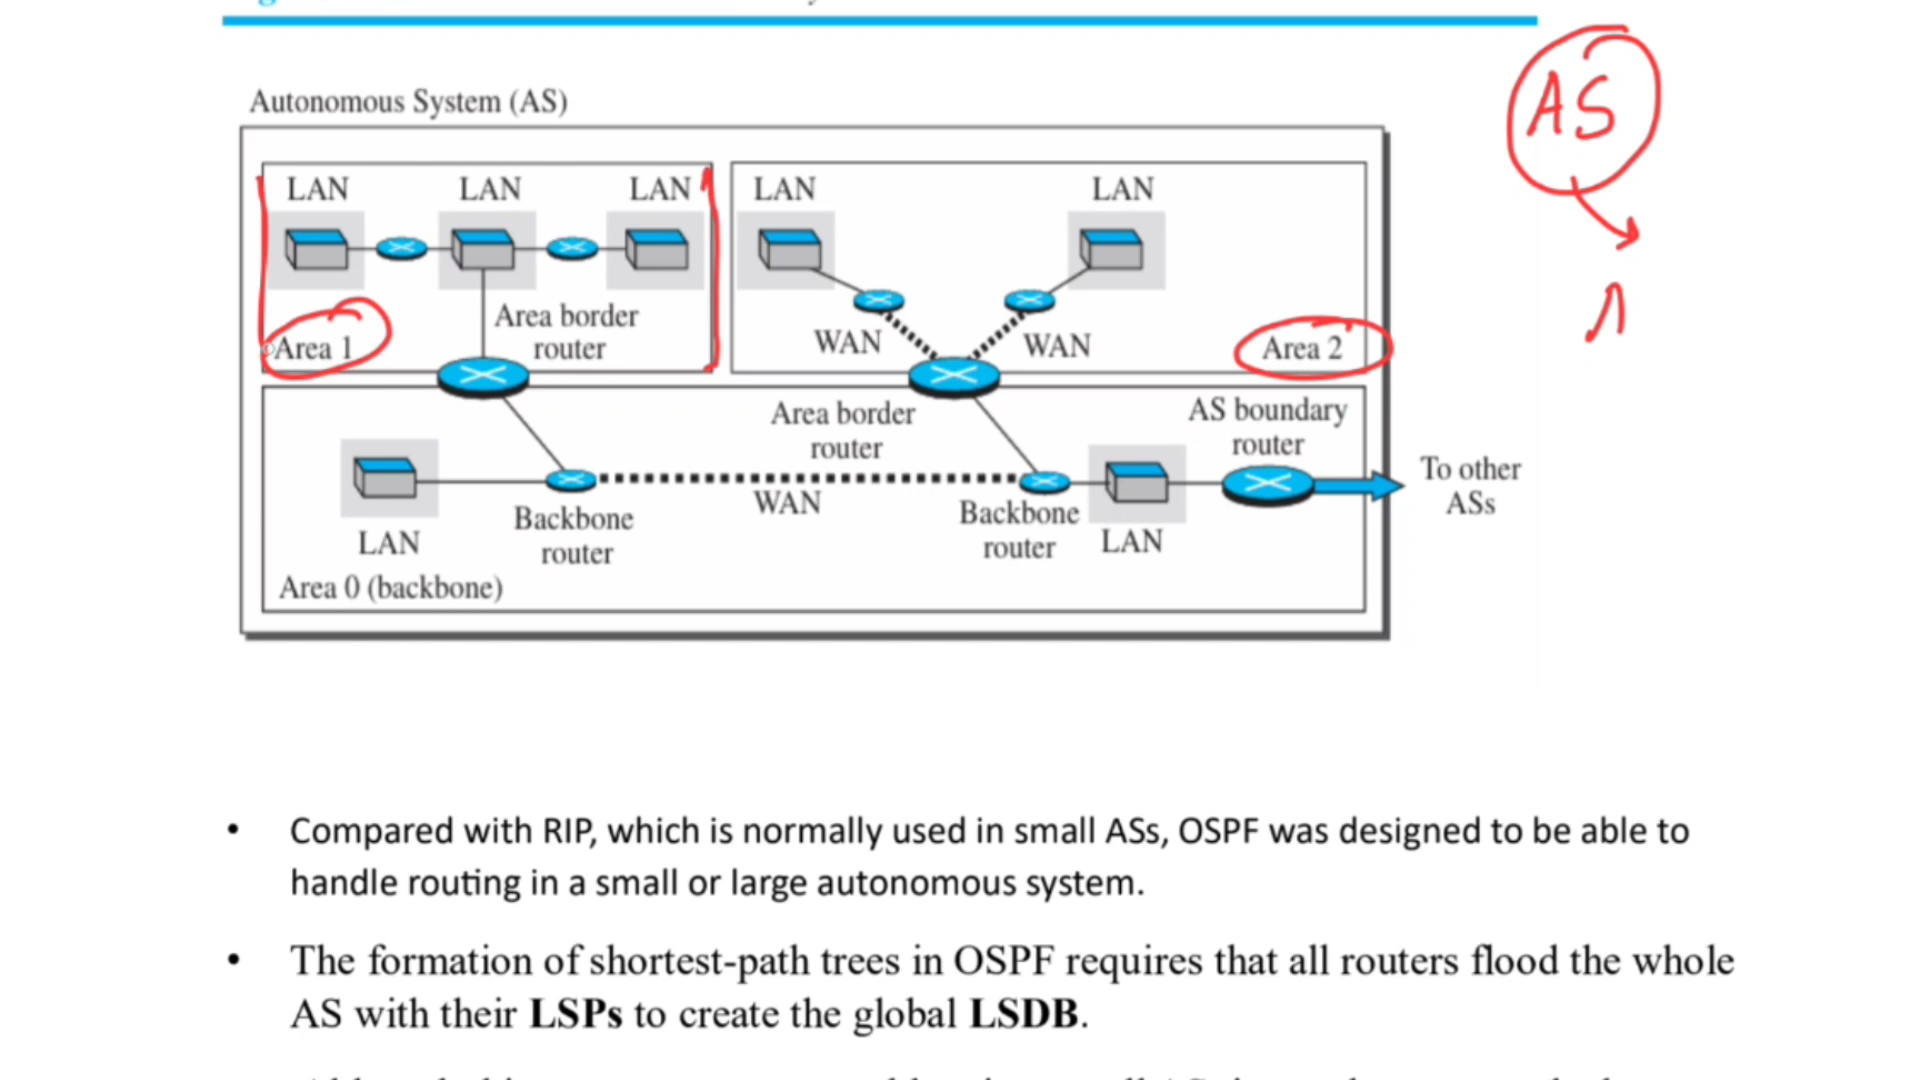 Autonomous System (AS)
AS
LAN LAN LAN LAN LAN
Area border
router
Area 1
WAN WAN
Area 2
Area border
router
AS boundary
router
To other
ASs
WAN
Backbone
router
Backbone
router
LAN
LAN
Area 0 (backbone)
• Compared with RIP, which is normally used in small ASs, OSPF was designed to be able to
handle routing in a small or large autonomous system.
• The formation of shortest-path trees in OSPF requires that all routers flood the whole
AS with their LSPs to create the global LSDB.